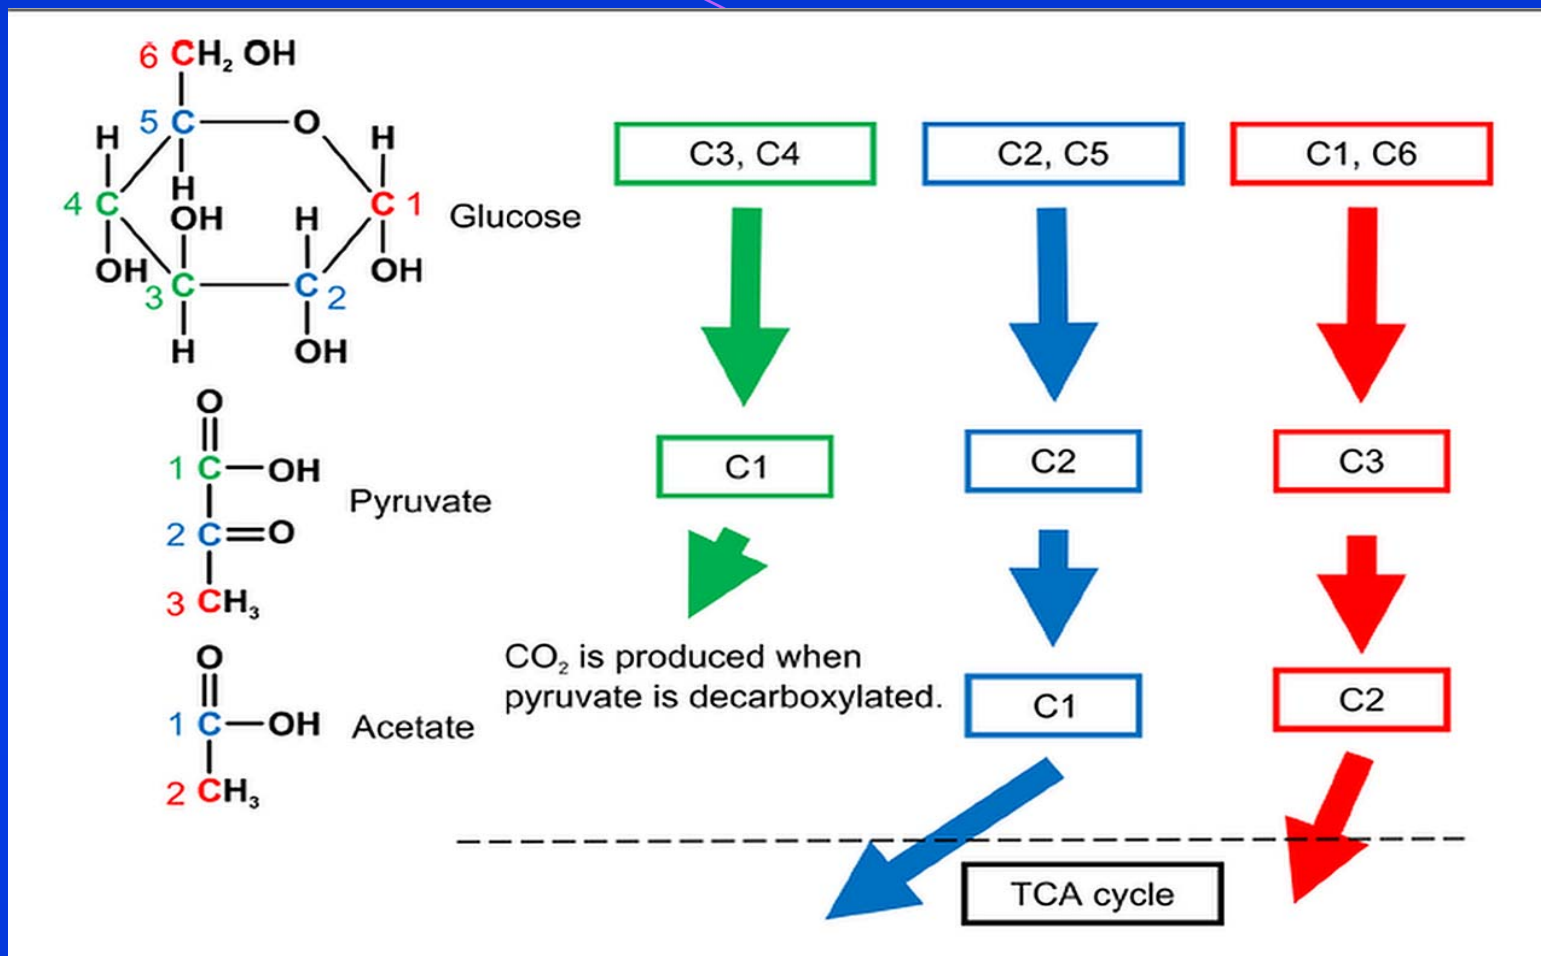 6 CH₂ OH
5 C O
H H
H
4 C C 1
OH H
Glucose
OH OH
3 C C 2
H OH
C3, C4
C2, C5
C1, C6
O
1 C OH
2 C O
3 CH₃
Pyruvate
C1
C2
C3
O
1 C OH
2 CH₃
Acetate
CO₂ is produced when
pyruvate is decarboxylated.
C1
C2
TCA cycle